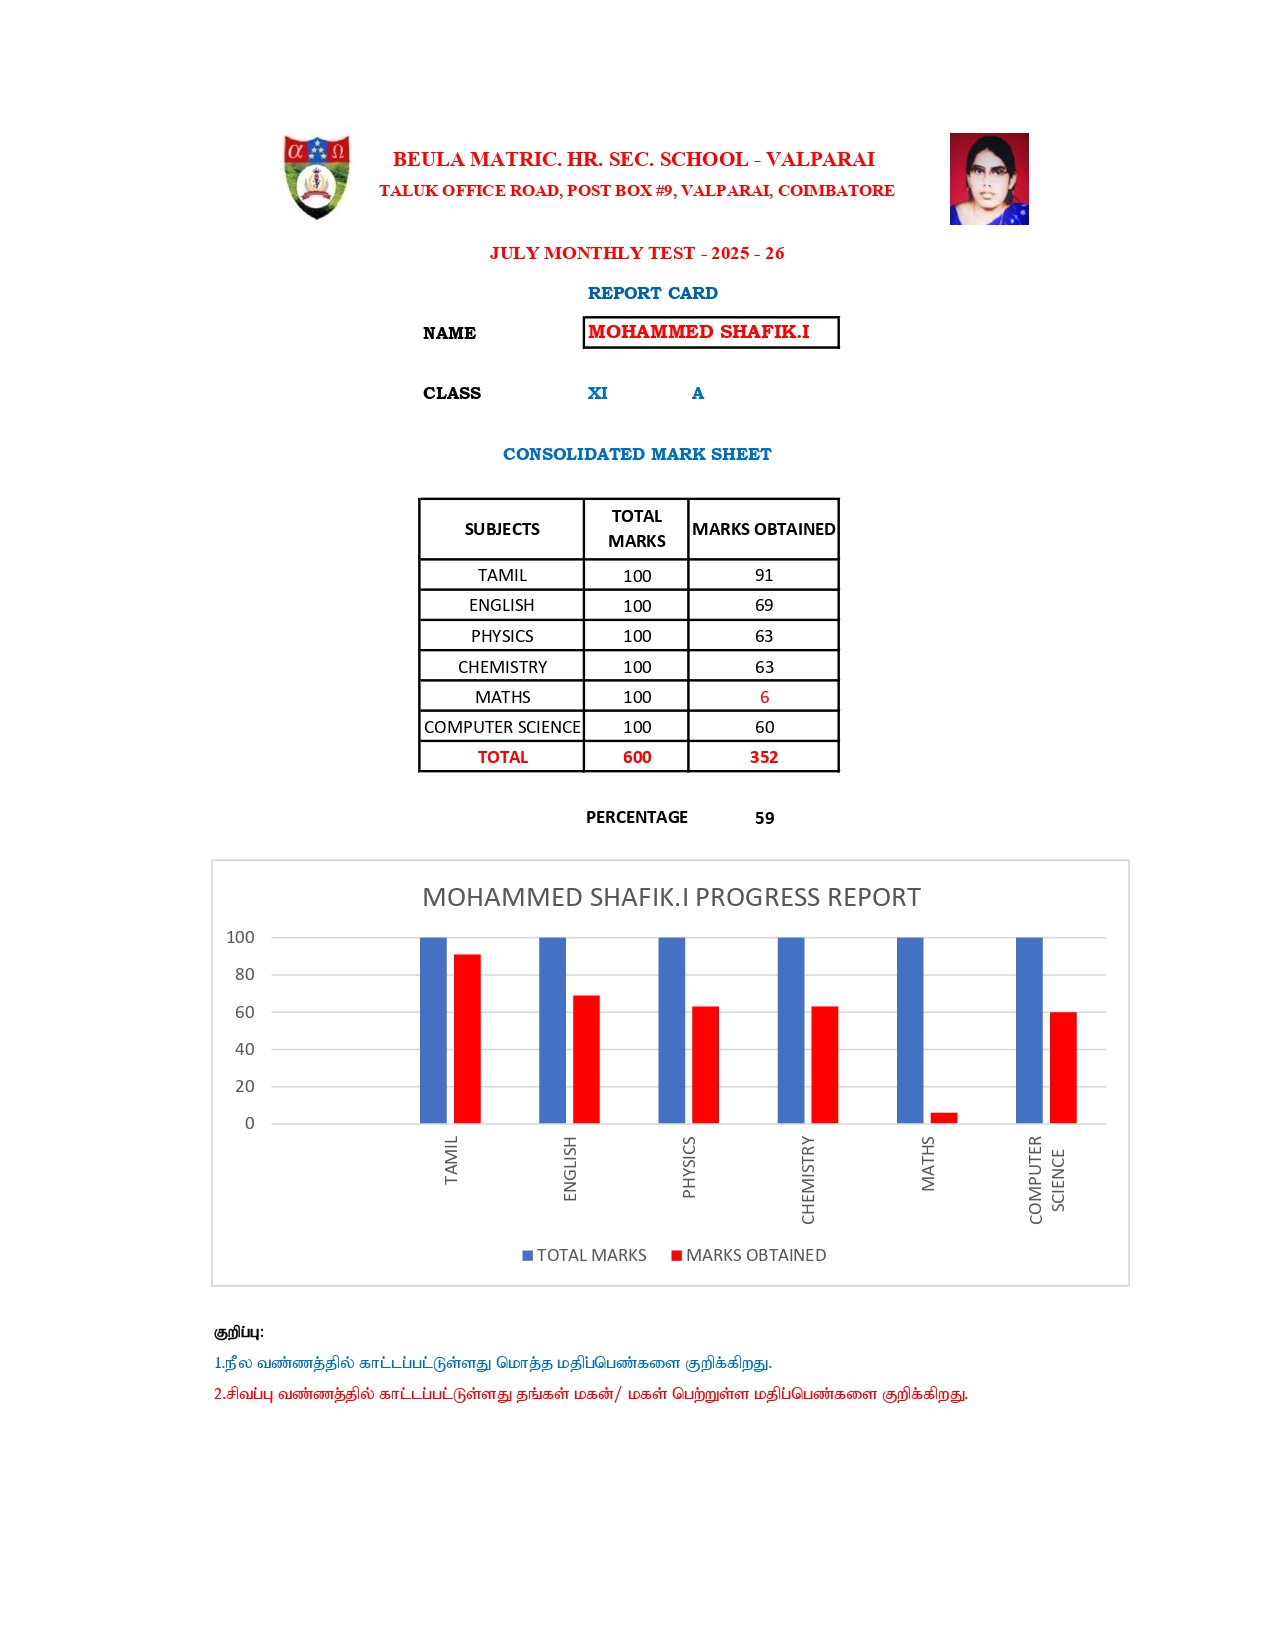 α Ω
BEULA MATRIC. HR. SEC. SCHOOL - VALPARAI
TALUK OFFICE ROAD, POST BOX #9, VALPARAI, COIMBATORE
JULY MONTHLY TEST - 2025 - 26
REPORT CARD
NAME MOHAMMED SHAFIK.I
CLASS XI A
CONSOLIDATED MARK SHEET
SUBJECTS TOTAL MARKS MARKS OBTAINED
TAMIL 100 91
ENGLISH 100 69
PHYSICS 100 63
CHEMISTRY 100 63
MATHS 100 6
COMPUTER SCIENCE 100 60
TOTAL 600 352
PERCENTAGE 59
MOHAMMED SHAFIK.I PROGRESS REPORT
100
80
60
40
20
0
TAMIL ENGLISH PHYSICS CHEMISTRY MATHS COMPUTER SCIENCE
TOTAL MARKS MARKS OBTAINED
குறிப்பு:
1.நீல வண்ணத்தில் காட்டப்பட்டுள்ளது மொத்த மதிப்பெண்களை குறிக்கிறது.
2.சிவப்பு வண்ணத்தில் காட்டப்பட்டுள்ளது தங்கள் மகன்/ மகள் பெற்றுள்ள மதிப்பெண்களை குறிக்கிறது.